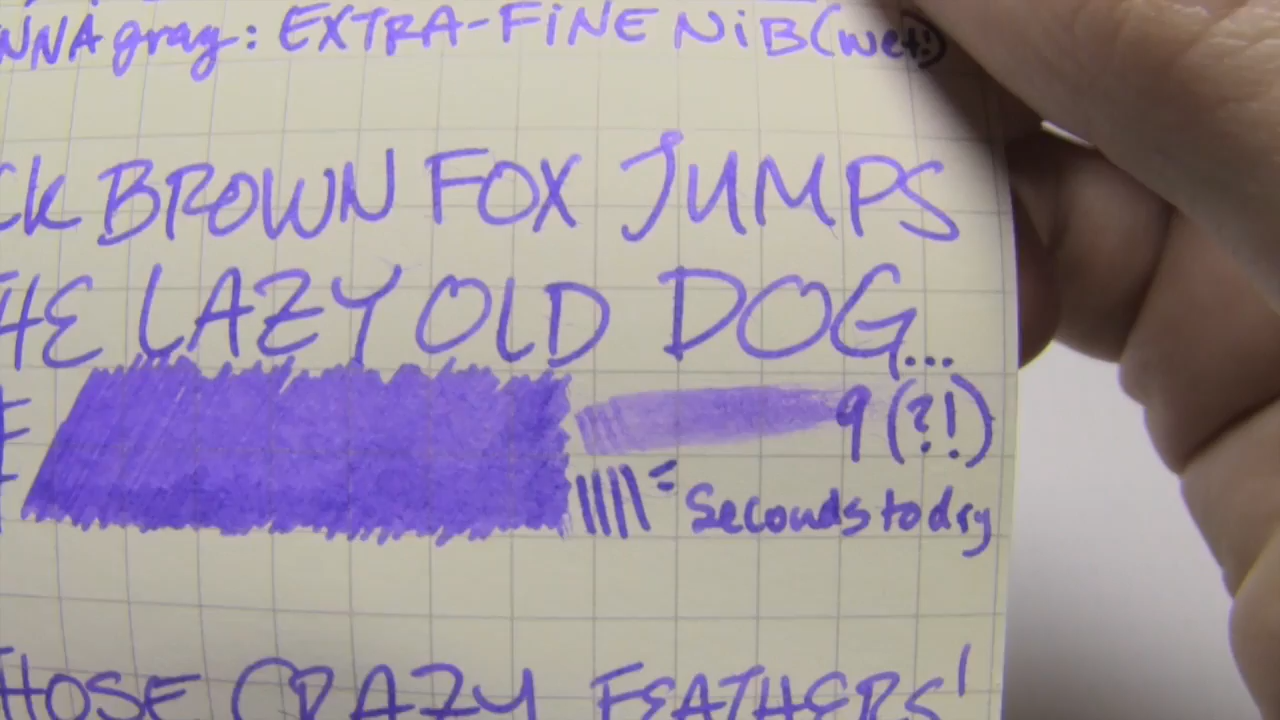 NNA gray: EXTRA-FINE NIB (wet!)
CK BROWN FOX JUMPS
HE LAZY OLD DOG...
9 (?!)
= Seconds to dry
HOSE CRAZY FEATHERS'